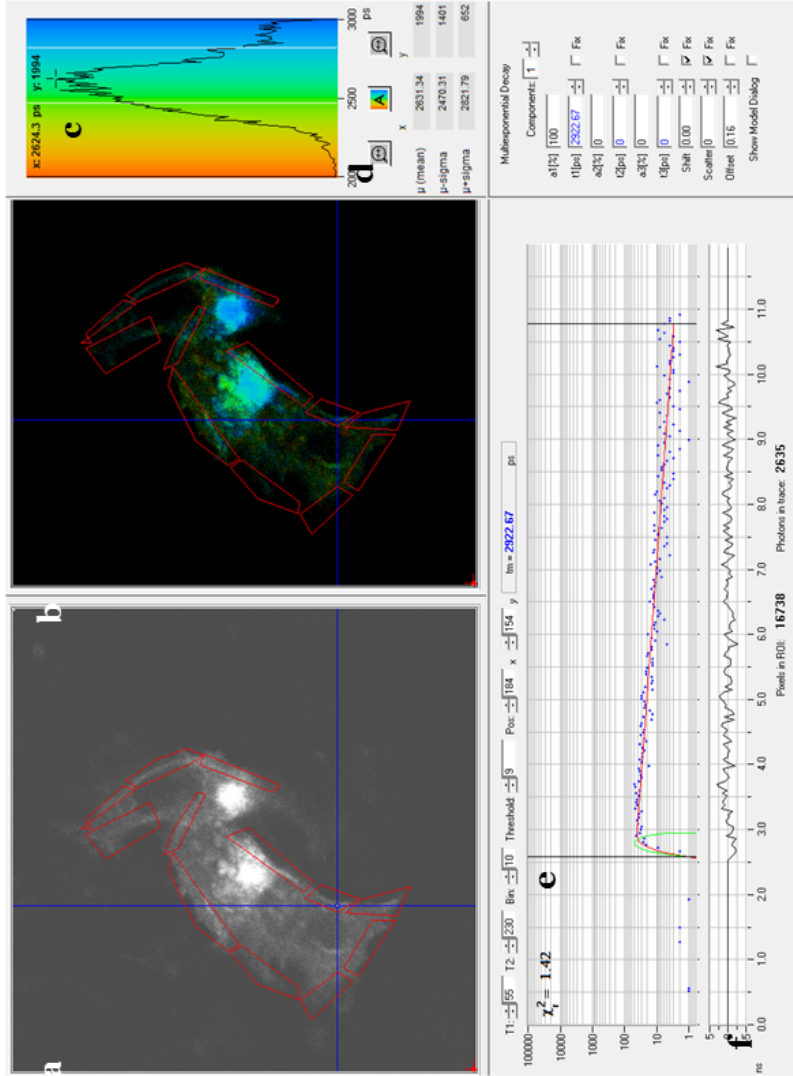 a
b
x: 2624.3 ps y: 1994
c
2000 2500 3000
ps
d
A
x y
µ (mean) 2631.34 1994
µ-sigma 2470.31 1401
µ+sigma 2821.79 652
T1: 55 T2: 230 Bin: 10 Threshold: 9 Pos: 184 x 154 y tm = 2922.67 ps
χr² = 1.42
e
100000
10000
1000
100
10
1
5
0
f
ns 0.0 1.0 2.0 3.0 4.0 5.0 6.0 7.0 8.0 9.0 10.0 11.0
Pixels in ROI: 16738 Photons in trace: 2635
Multiexponential Decay
Components: 1
a1[%] 100
t1[ps] 2922.67 Fix
a2[%] 0
t2[ps] 0 Fix
a3[%] 0
t3[ps] 0 Fix
Shift 0.00 Fix
Scatter 0 Fix
Offset 0.16 Fix
Show Model Dialog